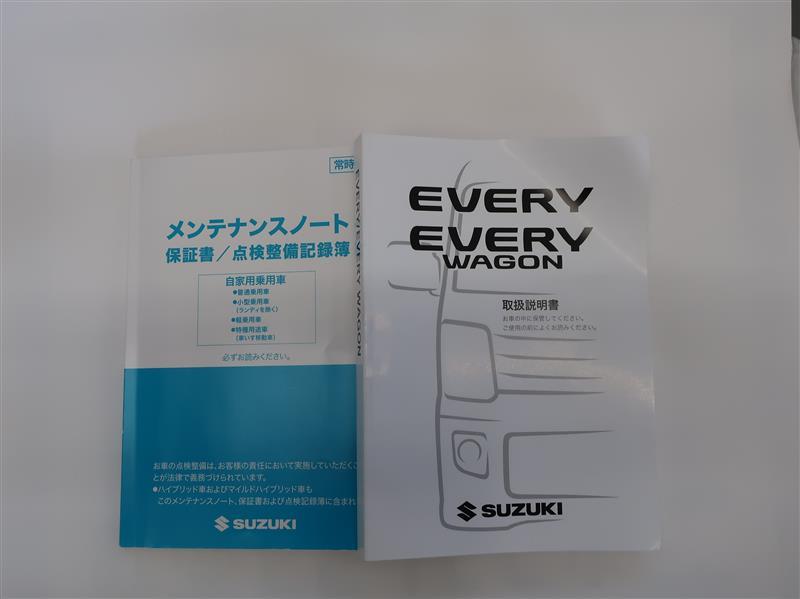 常時
メンテナンスノート
保証書／点検整備記録簿
自家用乗用車
●普通乗用車
●小型乗用車
(ランディを除く)
●軽乗用車
●特種用途車
(車いす移動車)
必ずお読みください。
お車の点検整備は、お客様の責任において実施していただくこ
とが法律で義務づけられています。
●ハイブリッド車およびマイルドハイブリッド車も
このメンテナンスノート、保証書および点検記録簿に含まれ
SUZUKI
EVERY/EVERY WAGON
EVERY
EVERY
WAGON
取扱説明書
お車の中に保管してください。
ご使用の前によくお読みください。
SUZUKI